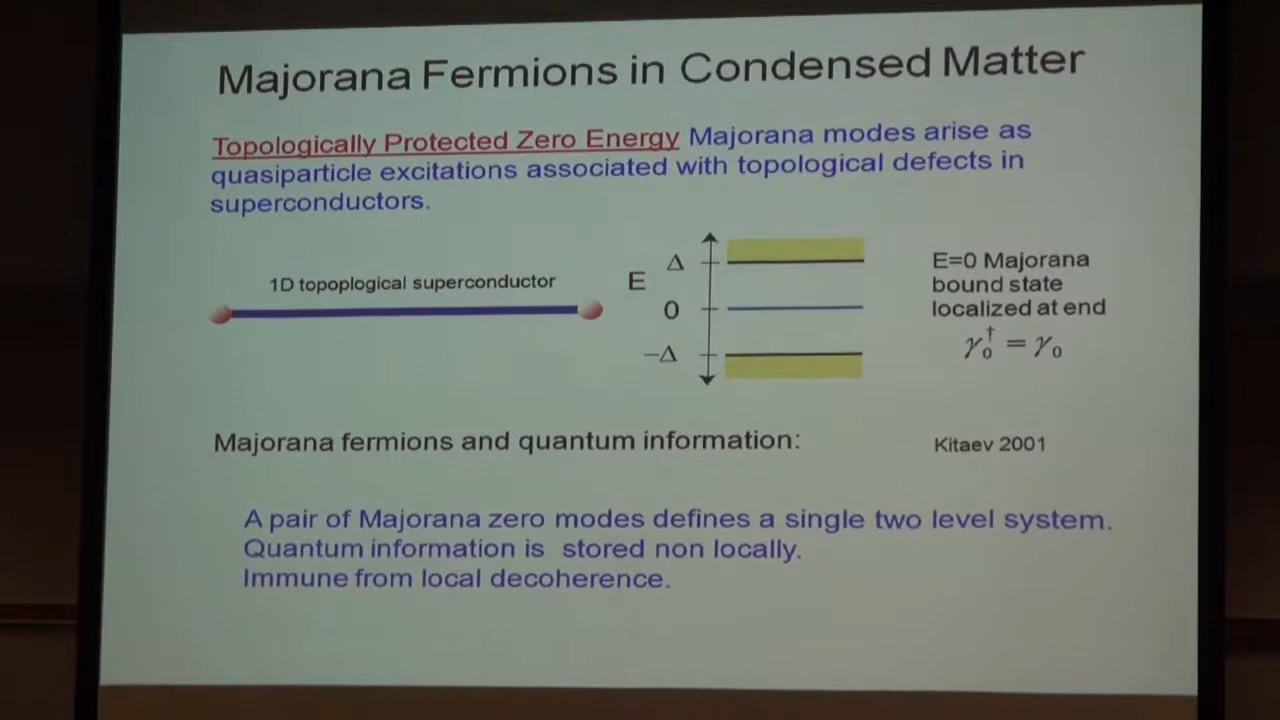 Majorana Fermions in Condensed Matter
Topologically Protected Zero Energy Majorana modes arise as
quasiparticle excitations associated with topological defects in
superconductors.
1D topoplogical superconductor
E
Δ
0
−Δ
E=0 Majorana
bound state
localized at end
γ₀† = γ₀
Majorana fermions and quantum information:
Kitaev 2001
A pair of Majorana zero modes defines a single two level system.
Quantum information is stored non locally.
Immune from local decoherence.